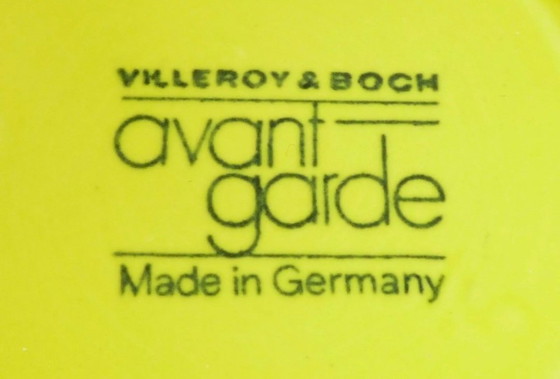 VILLEROY & BOCH
avant
garde
Made in Germany